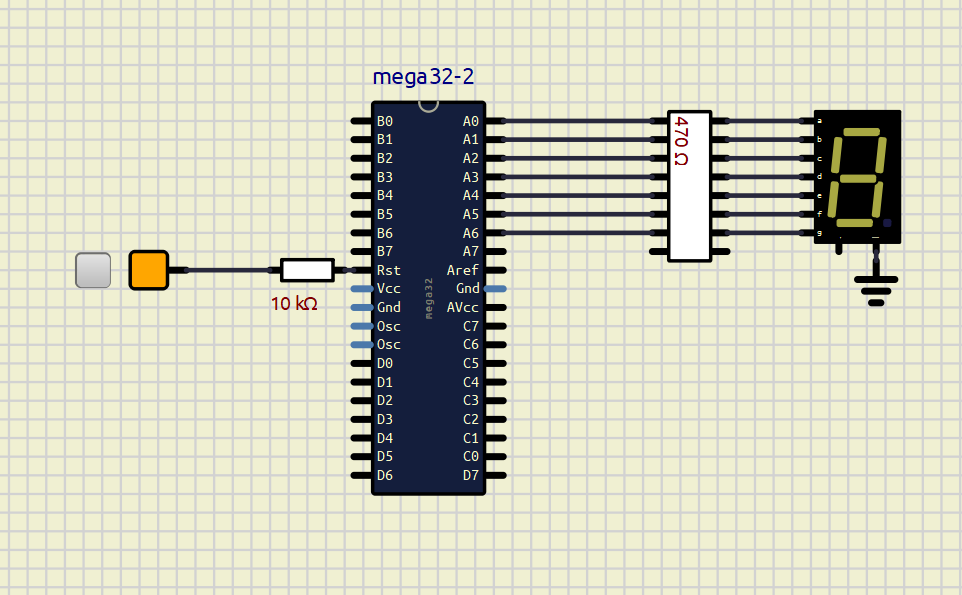 mega32-2
B0 A0
B1 A1
B2 A2
B3 A3
B4 A4
B5 A5
B6 A6
B7 A7
Rst Aref
Vcc Gnd
Gnd AVcc
Osc C7
Osc C6
D0 C5
D1 C4
D2 C3
D3 C2
D4 C1
D5 C0
D6 D7
mega32
10 kΩ
470 Ω
a
b
c
d
e
f
g